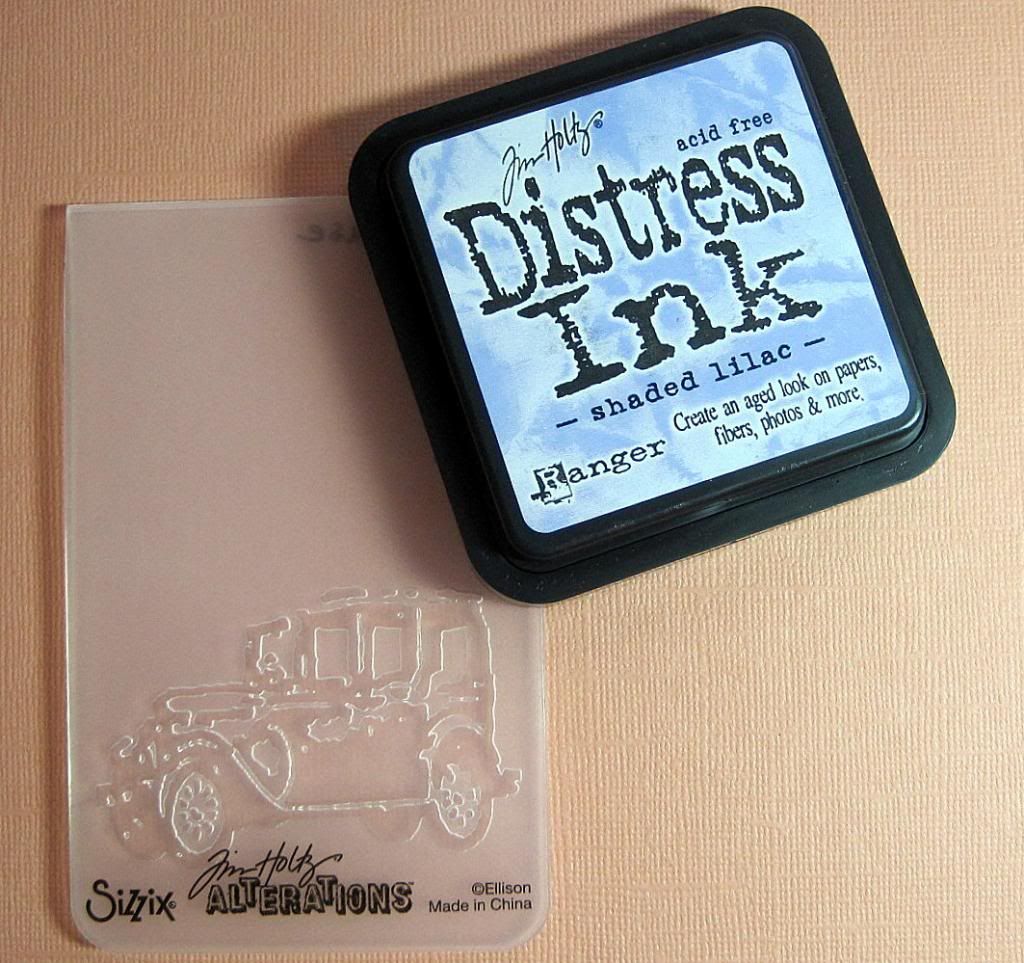 Tim Holtz®
acid free
Distress
Ink
— shaded lilac —
Create an aged look on papers,
fibers, photos & more.
Ranger
Tim Holtz
Sizzix®
ALTERATIONS™
©Ellison
Made in China